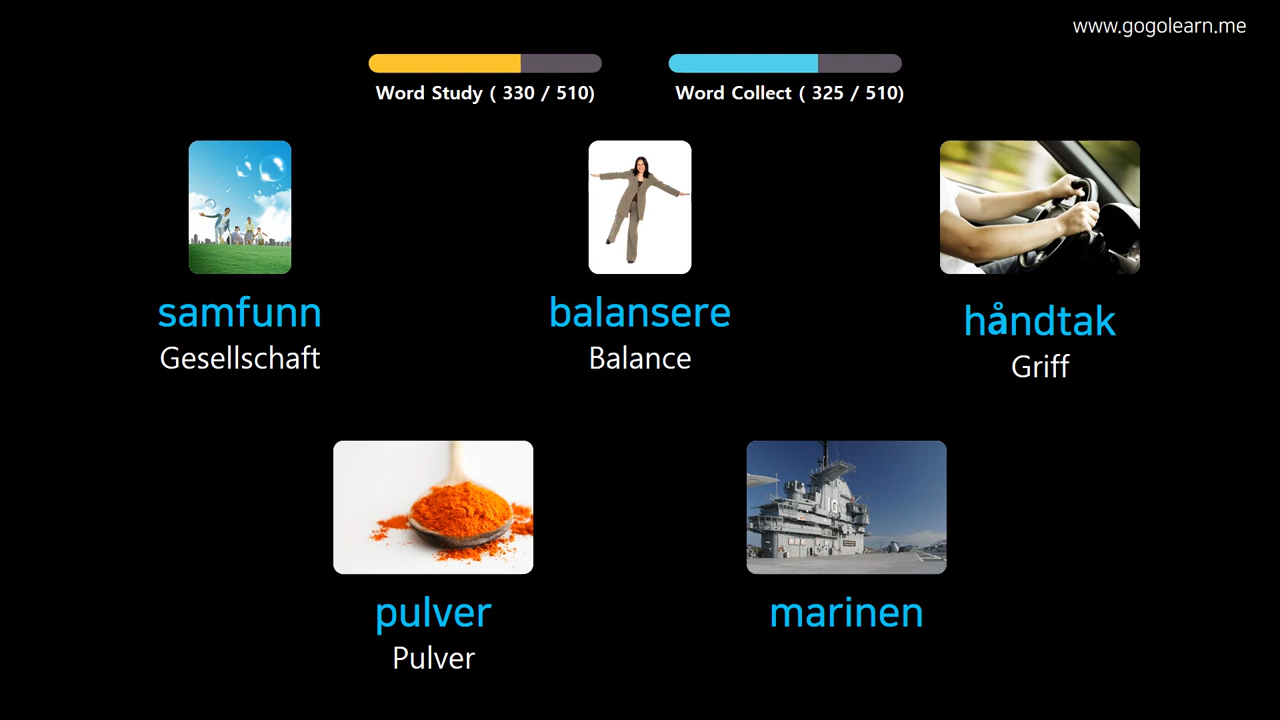 www.gogolearn.me
Word Study ( 330 / 510)
Word Collect ( 325 / 510)
samfunn
Gesellschaft
balansere
Balance
håndtak
Griff
pulver
Pulver
10
marinen